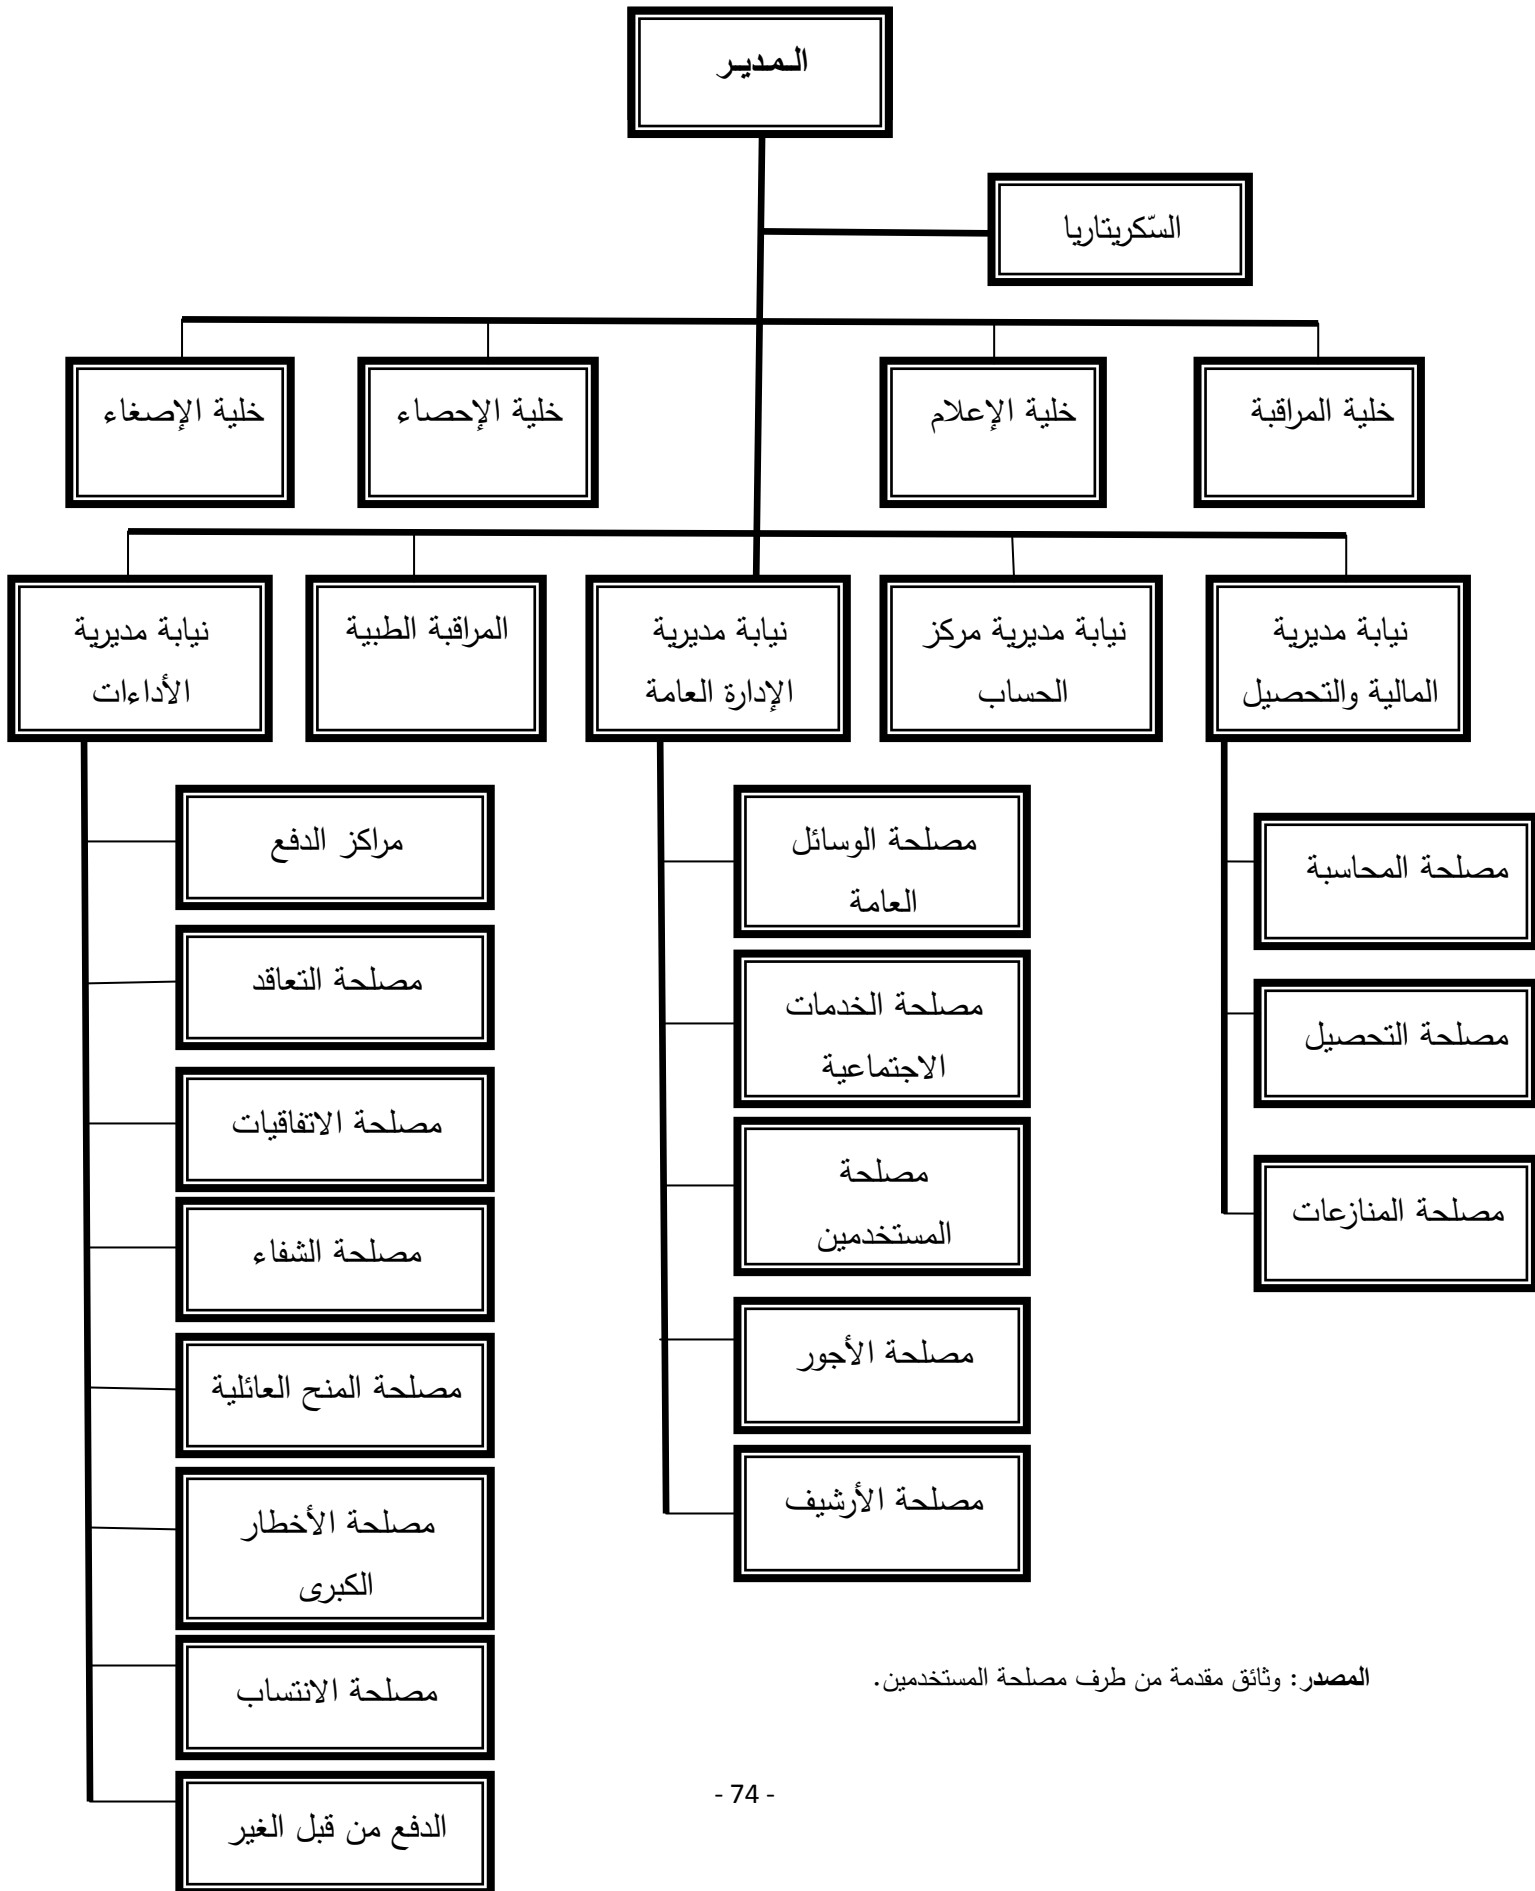 الـمديـر
السّكريتاريا
خلية المراقبة
خلية الإعلام
خلية الإحصاء
خلية الإصغاء
نيابة مديرية
المالية والتحصيل
نيابة مديرية مركز
الحساب
نيابة مديرية
الإدارة العامة
المراقبة الطبية
نيابة مديرية
الأداءات
مصلحة المحاسبة
مصلحة التحصيل
مصلحة المنازعات
مصلحة الوسائل
العامة
مصلحة الخدمات
الاجتماعية
مصلحة
المستخدمين
مصلحة الأجور
مصلحة الأرشيف
مراكز الدفع
مصلحة التعاقد
مصلحة الاتفاقيات
مصلحة الشفاء
مصلحة المنح العائلية
مصلحة الأخطار
الكبرى
مصلحة الانتساب
الدفع من قبل الغير
المصدر: وثائق مقدمة من طرف مصلحة المستخدمين.
- 74 -